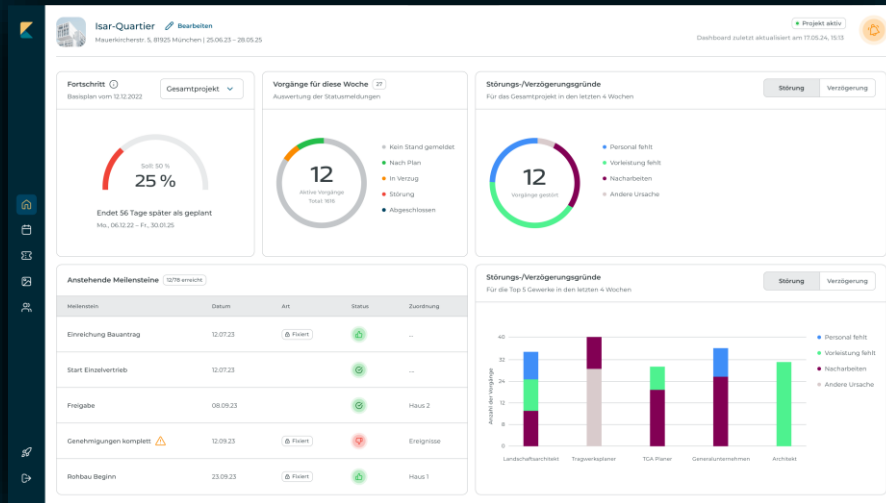 Isar-Quartier
Bearbeiten
Mauerkircherstr. 5, 81925 München | 25.06.23 – 28.05.25
Projekt aktiv
Dashboard zuletzt aktualisiert am 17.05.24, 15:13
Fortschritt
Basisplan vom 12.12.2022
Gesamtprojekt
Soll: 50 %
25 %
Endet 56 Tage später als geplant
Mo., 06.12.22 – Fr., 30.01.25
Vorgänge für diese Woche 27
Auswertung der Statusmeldungen
12
Aktive Vorgänge
Total: 1616
Kein Stand gemeldet
Nach Plan
In Verzug
Störung
Abgeschlossen
Störungs-/Verzögerungsgründe
Für das Gesamtprojekt in den letzten 4 Wochen
Störung Verzögerung
12
Vorgänge gestört
Personal fehlt
Vorleistung fehlt
Nacharbeiten
Andere Ursache
Anstehende Meilensteine 12/78 erreicht
Meilenstein Datum Art Status Zuordnung
Einreichung Bauantrag 12.07.23 Fixiert ...
Start Einzelvertrieb 12.07.23 ...
Freigabe 08.09.23 Haus 2
Genehmigungen komplett 12.09.23 Fixiert Ereignisse
Rohbau Beginn 23.09.23 Fixiert Haus 1
Störungs-/Verzögerungsgründe
Für die Top 5 Gewerke in den letzten 4 Wochen
Störung Verzögerung
Anzahl der Vorgänge
40
32
24
12
8
0
Landschaftsarchitekt Tragwerksplaner TGA Planer Generalunternehmen Architekt
Personal fehlt
Vorleistung fehlt
Nacharbeiten
Andere Ursache